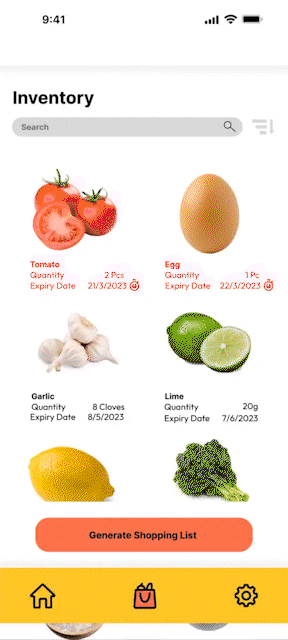 9:41
Inventory
Search
Tomato
Quantity 2 Pcs
Expiry Date 21/3/2023
Egg
Quantity 1 Pc
Expiry Date 22/3/2023
Garlic
Quantity 8 Cloves
Expiry Date 8/5/2023
Lime
Quantity 20g
Expiry Date 7/6/2023
Generate Shopping List